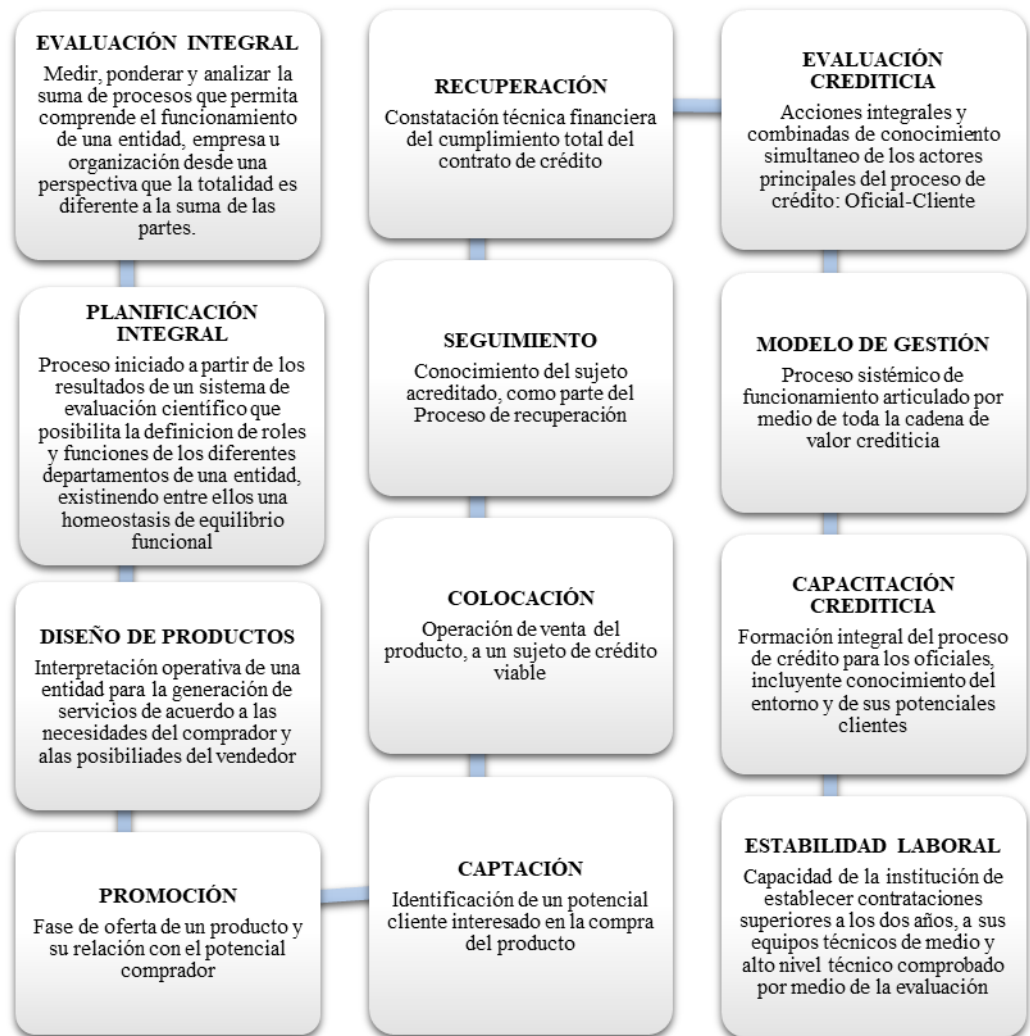 EVALUACIÓN INTEGRAL
Medir, ponderar y analizar la
suma de procesos que permita
comprende el funcionamiento
de una entidad, empresa u
organización desde una
perspectiva que la totalidad es
diferente a la suma de las
partes.
PLANIFICACIÓN
INTEGRAL
Proceso iniciado a partir de los
resultados de un sistema de
evaluación científico que
posibilita la definicion de roles
y funciones de los diferentes
departamentos de una entidad,
existinendo entre ellos una
homeostasis de equilibrio
funcional
DISEÑO DE PRODUCTOS
Interpretación operativa de una
entidad para la generación de
servicios de acuerdo a las
necesidades del comprador y
alas posibiliades del vendedor
PROMOCIÓN
Fase de oferta de un producto y
su relación con el potencial
comprador
CAPTACIÓN
Identificación de un potencial
cliente interesado en la compra
del producto
COLOCACIÓN
Operación de venta del
producto, a un sujeto de crédito
viable
SEGUIMIENTO
Conocimiento del sujeto
acreditado, como parte del
Proceso de recuperación
RECUPERACIÓN
Constatación técnica financiera
del cumplimiento total del
contrato de crédito
EVALUACIÓN
CREDITICIA
Acciones integrales y
combinadas de conocimiento
simultaneo de los actores
principales del proceso de
crédito: Oficial-Cliente
MODELO DE GESTIÓN
Proceso sistémico de
funcionamiento articulado por
medio de toda la cadena de
valor crediticia
CAPACITACIÓN
CREDITICIA
Formación integral del proceso
de crédito para los oficiales,
incluyente conocimiento del
entorno y de sus potenciales
clientes
ESTABILIDAD LABORAL
Capacidad de la institución de
establecer contrataciones
superiores a los dos años, a sus
equipos técnicos de medio y
alto nivel técnico comprobado
por medio de la evaluación